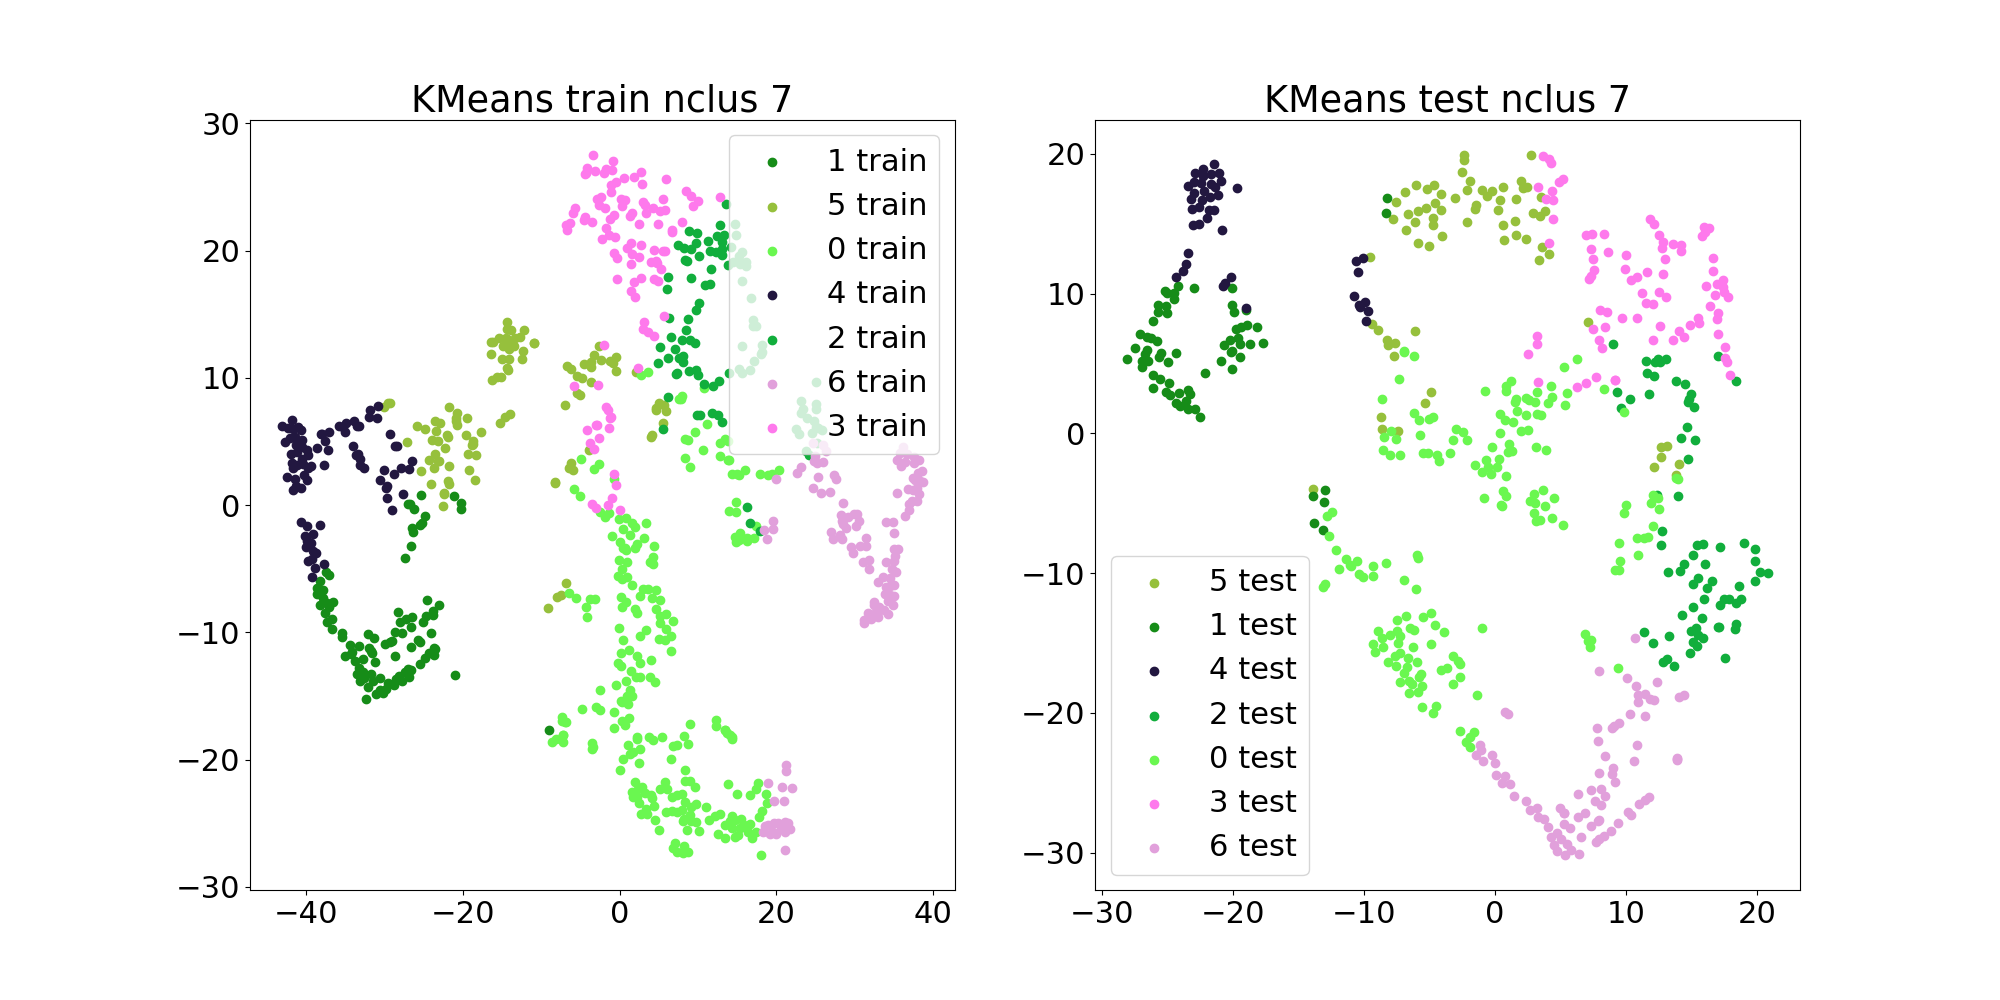 KMeans train nclus 7
30
20
10
0
−10
−20
−30
−40
−20
0
20
40
1 train
5 train
0 train
4 train
2 train
6 train
3 train
KMeans test nclus 7
20
10
0
−10
−20
−30
−30
−20
−10
0
10
20
5 test
1 test
4 test
2 test
0 test
3 test
6 test